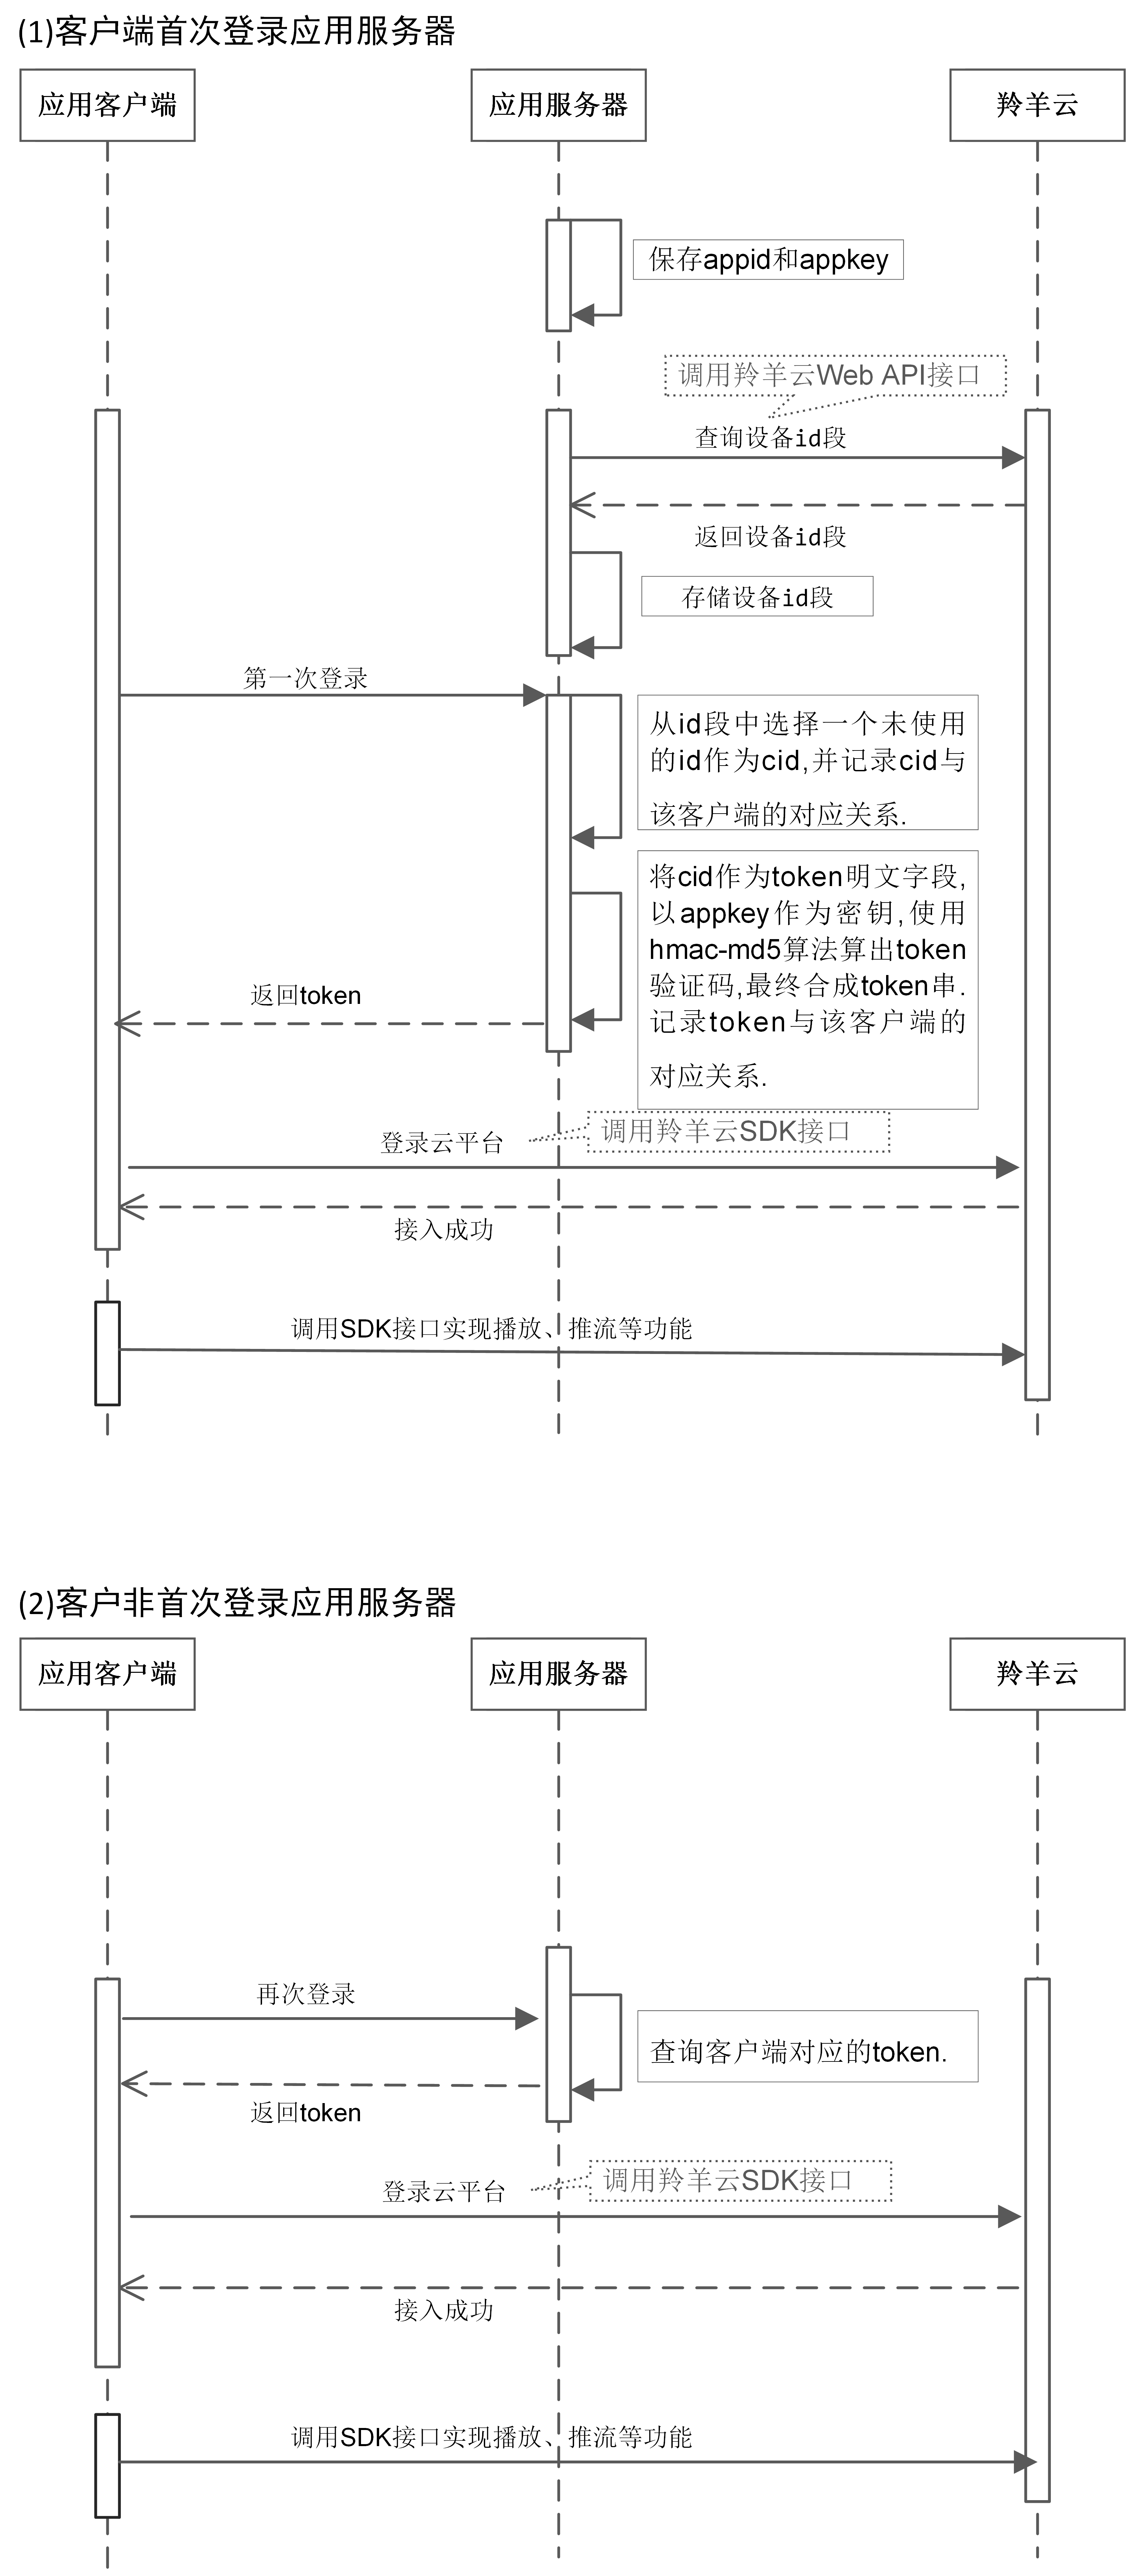 (1)客户端首次登录应用服务器
应用客户端
应用服务器
羚羊云
保存appid和appkey
调用羚羊云Web API接口
查询设备id段
返回设备id段
存储设备id段
第一次登录
从id段中选择一个未使用
的id作为cid,并记录cid与
该客户端的对应关系.
将cid作为token明文字段,
以appkey作为密钥,使用
hmac-md5算法算出token
验证码,最终合成token串.
记录token与该客户端的
对应关系.
返回token
登录云平台
调用羚羊云SDK接口
接入成功
调用SDK接口实现播放、推流等功能
(2)客户非首次登录应用服务器
应用客户端
应用服务器
羚羊云
再次登录
查询客户端对应的token.
返回token
登录云平台
调用羚羊云SDK接口
接入成功
调用SDK接口实现播放、推流等功能